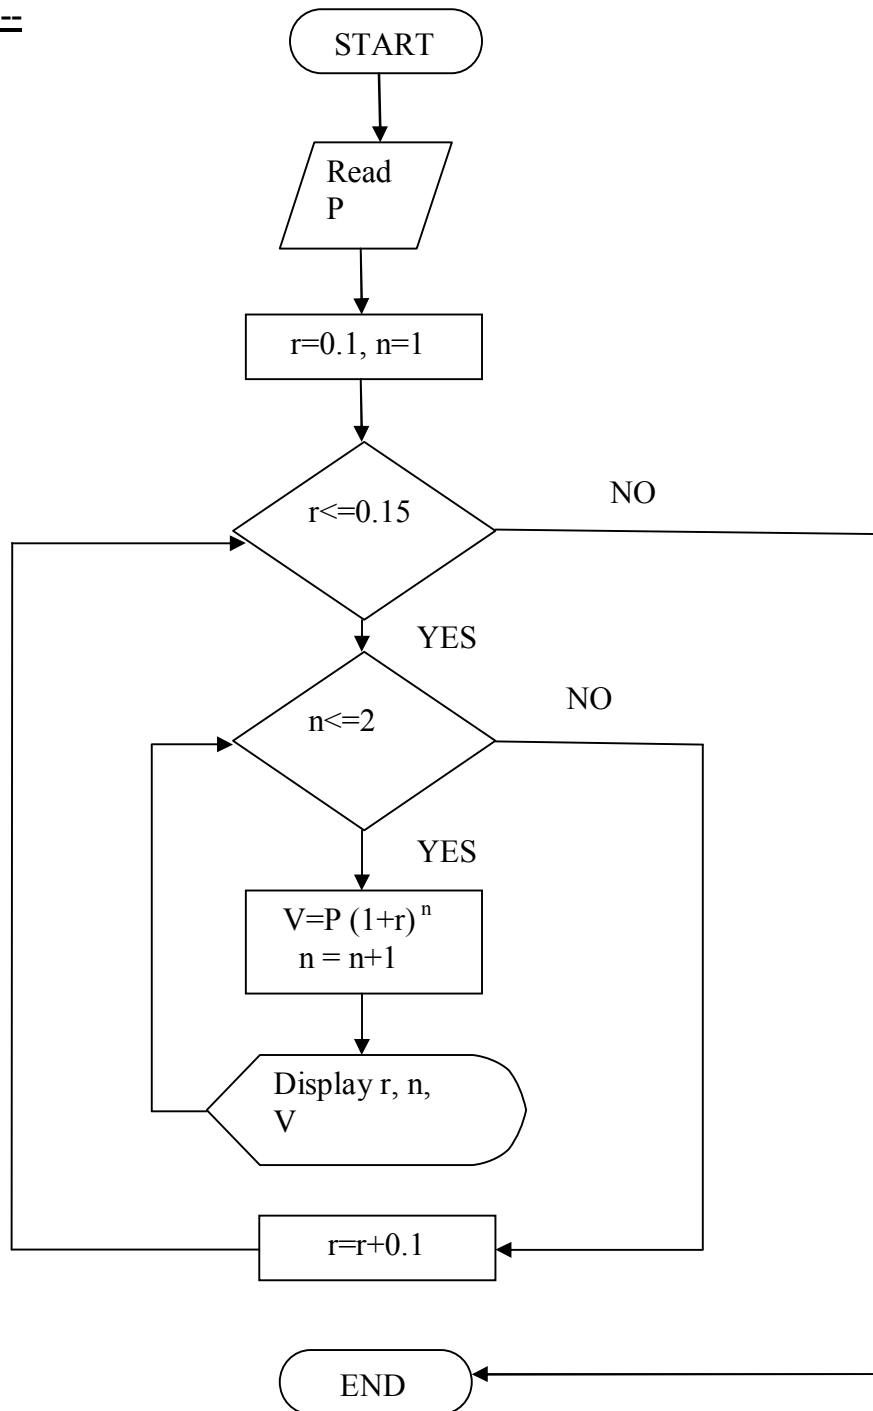 --
START
Read
P
r=0.1, n=1
r<=0.15
NO
YES
n<=2
NO
YES
V=P (1+r) n
n = n+1
Display r, n,
V
r=r+0.1
END